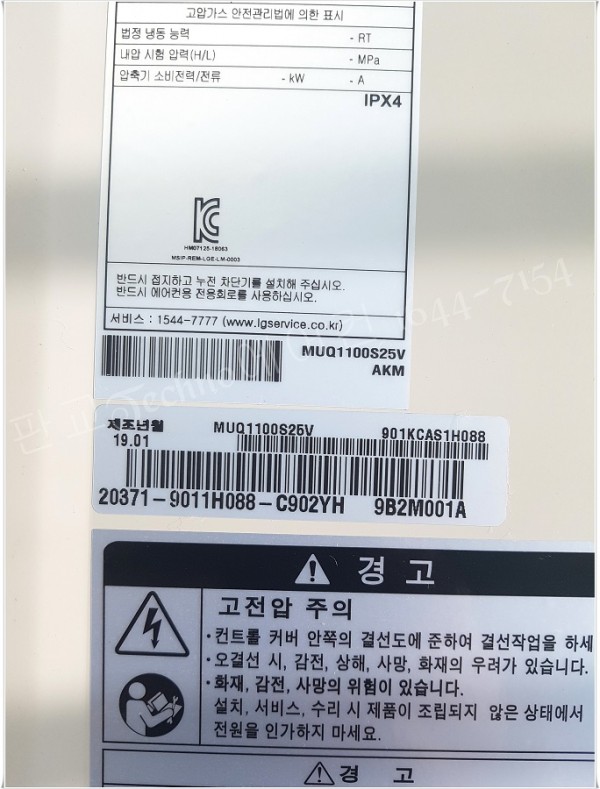 고압가스 안전관리법에 의한 표시
법정 냉동 능력 - RT
내압 시험 압력(H/L) - MPa
압축기 소비전력/전류 - kW - A
IPX4
HM07125-18063
MSIP-REM-LGE-LM-0003
반드시 접지하고 누전 차단기를 설치해 주십시오.
반드시 에어컨용 전용회로를 사용하십시오.
서비스 : 1544-7777 (www.lgservice.co.kr)
MUQ1100S25V
AKM
제조년월 MUQ1100S25V 901KCAS1H088
19.01
20371-9011H088-C902YH 9B2M001A
경 고
고전압 주의
·컨트롤 커버 안쪽의 결선도에 준하여 결선작업을 하세
·오결선 시, 감전, 상해, 사망, 화재의 우려가 있습니다.
·화재, 감전, 사망의 위험이 있습니다.
설치, 서비스, 수리 시 제품이 조립되지 않은 상태에서
전원을 인가하지 마세요.
경 고